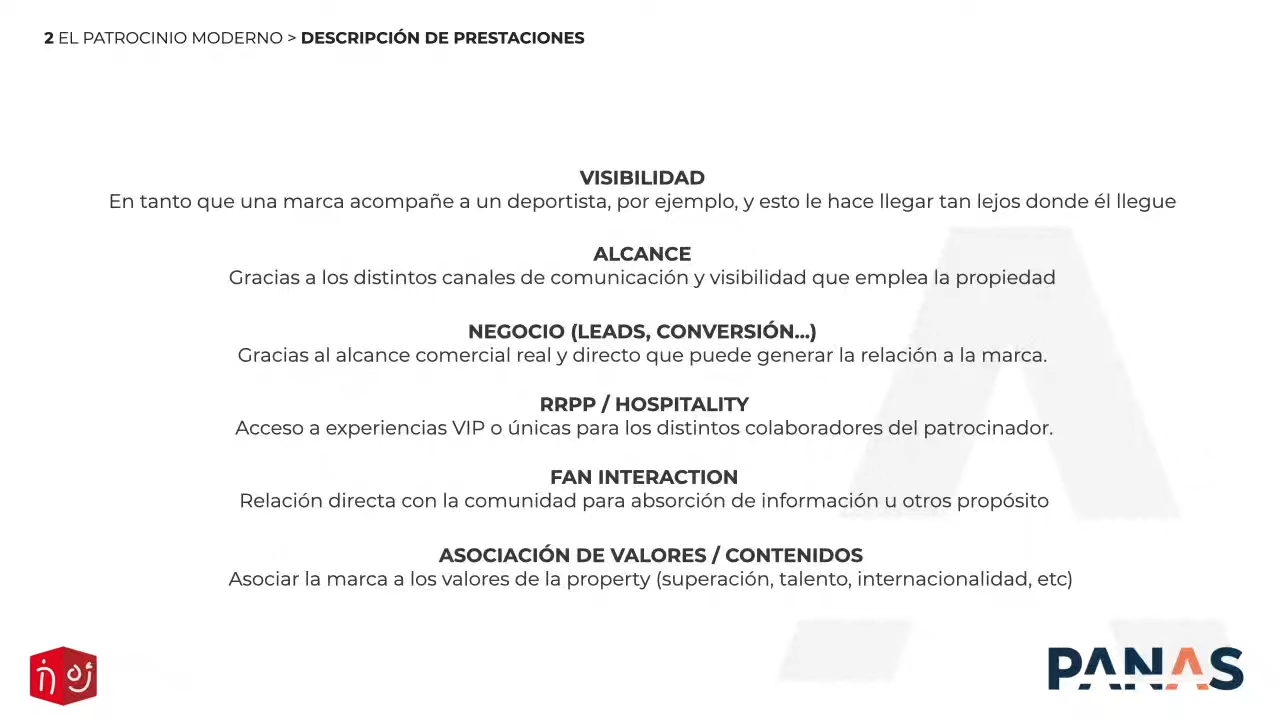 2 EL PATROCINIO MODERNO > DESCRIPCIÓN DE PRESTACIONES
VISIBILIDAD
En tanto que una marca acompañe a un deportista, por ejemplo, y esto le hace llegar tan lejos donde él llegue
ALCANCE
Gracias a los distintos canales de comunicación y visibilidad que emplea la propiedad
NEGOCIO (LEADS, CONVERSIÓN...)
Gracias al alcance comercial real y directo que puede generar la relación a la marca.
RRPP / HOSPITALITY
Acceso a experiencias VIP o únicas para los distintos colaboradores del patrocinador.
FAN INTERACTION
Relación directa con la comunidad para absorción de información u otros propósito
ASOCIACIÓN DE VALORES / CONTENIDOS
Asociar la marca a los valores de la property (superación, talento, internacionalidad, etc)
PANAS